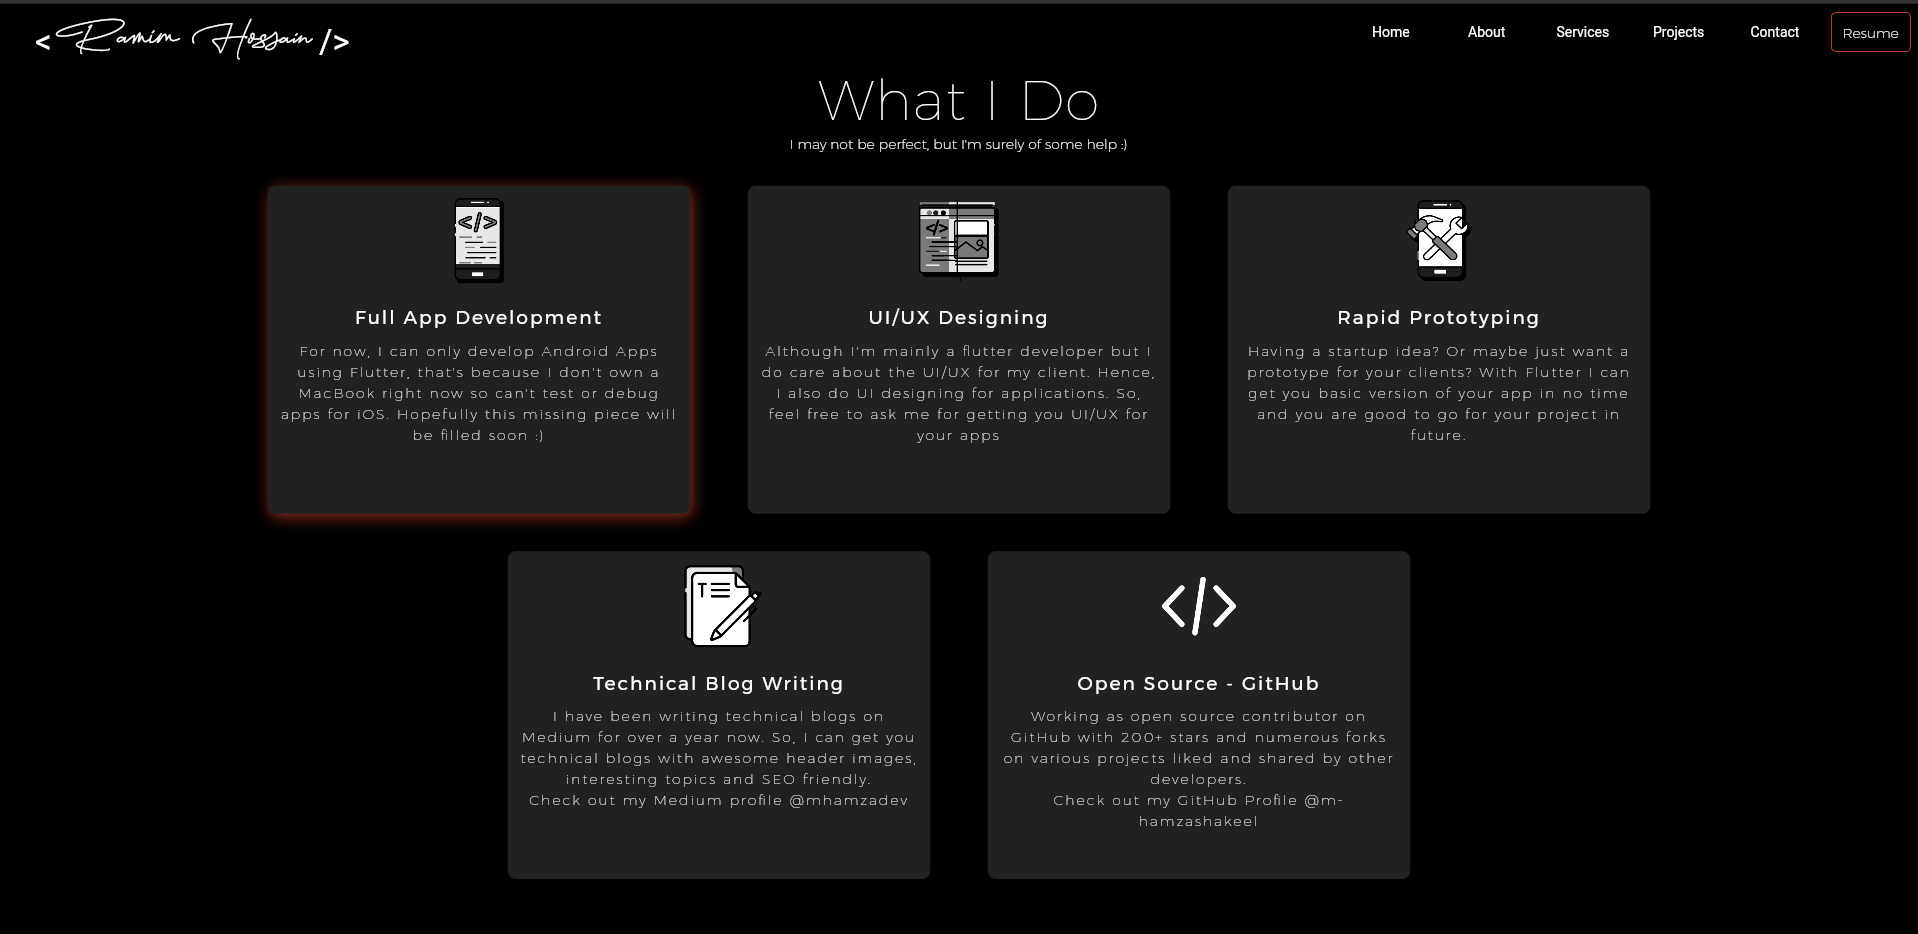 < Ramim Hossain />
Home About Services Projects Contact Resume
What I Do
I may not be perfect, but I'm surely of some help :)
Full App Development
For now, I can only develop Android Apps
using Flutter, that's because I don't own a
MacBook right now so can't test or debug
apps for iOS. Hopefully this missing piece will
be filled soon :)
UI/UX Designing
Although I'm mainly a flutter developer but I
do care about the UI/UX for my client. Hence,
I also do UI designing for applications. So,
feel free to ask me for getting you UI/UX for
your apps
Rapid Prototyping
Having a startup idea? Or maybe just want a
prototype for your clients? With Flutter I can
get you basic version of your app in no time
and you are good to go for your project in
future.
Technical Blog Writing
I have been writing technical blogs on
Medium for over a year now. So, I can get you
technical blogs with awesome header images,
interesting topics and SEO friendly.
Check out my Medium profile @mhamzadev
</>
Open Source - GitHub
Working as open source contributor on
GitHub with 200+ stars and numerous forks
on various projects liked and shared by other
developers.
Check out my GitHub Profile @m-
hamzashakeel